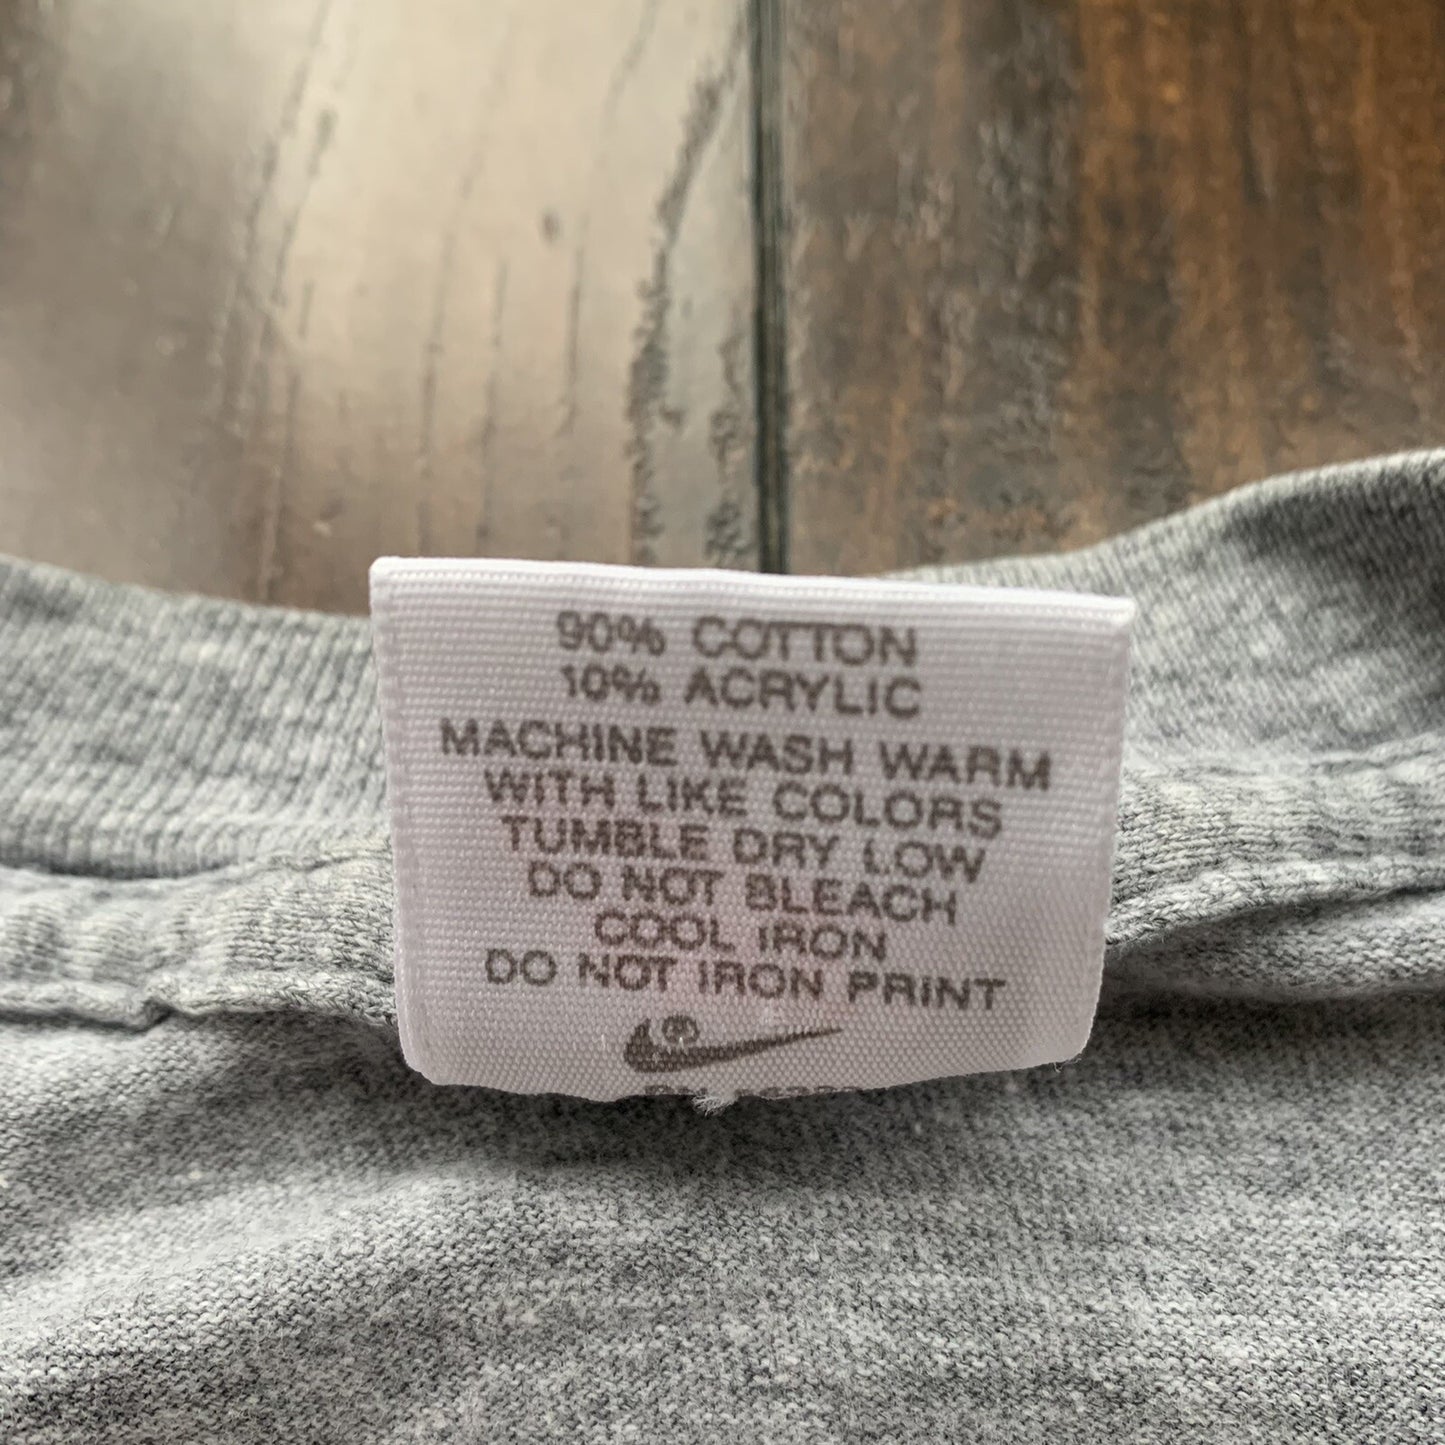 90% COTTON
10% ACRYLIC
MACHINE WASH WARM
WITH LIKE COLORS
TUMBLE DRY LOW
DO NOT BLEACH
COOL IRON
DO NOT IRON PRINT